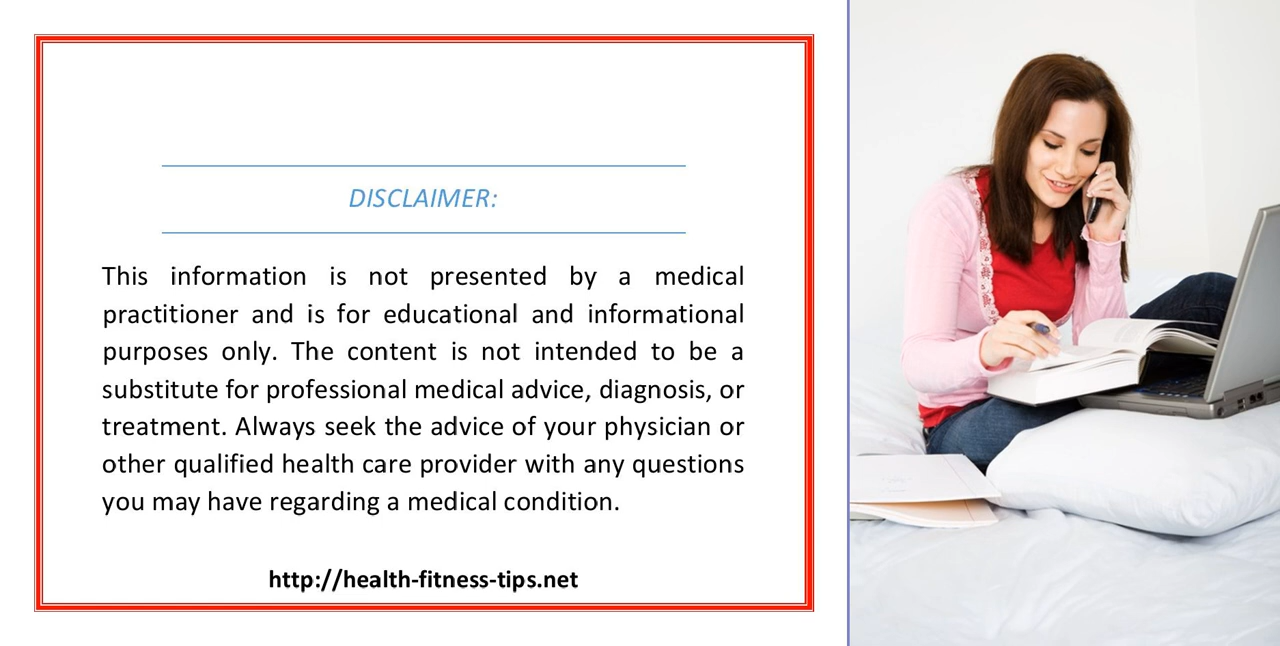 DISCLAIMER:
This information is not presented by a medical
practitioner and is for educational and informational
purposes only. The content is not intended to be a
substitute for professional medical advice, diagnosis, or
treatment. Always seek the advice of your physician or
other qualified health care provider with any questions
you may have regarding a medical condition.
http://health-fitness-tips.net